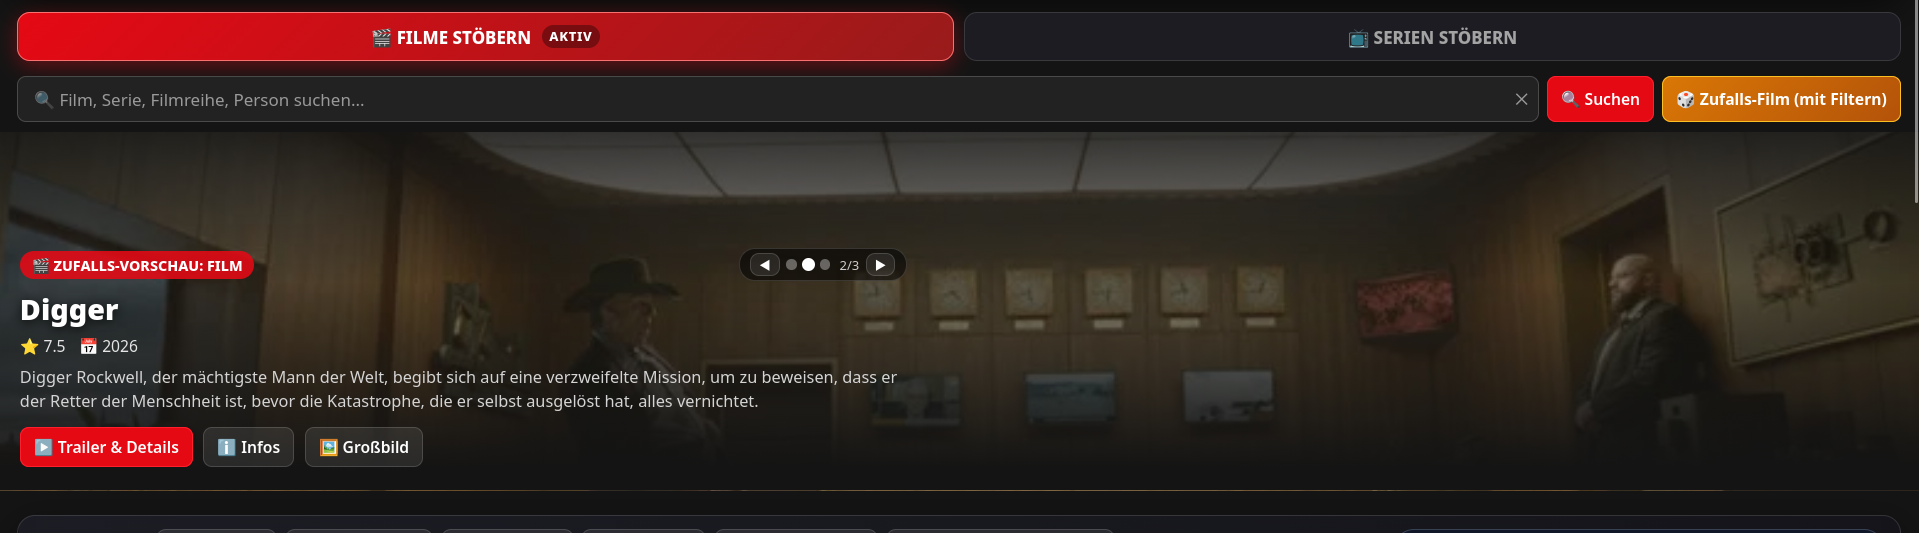 🎬 FILME STÖBERN AKTIV
📺 SERIEN STÖBERN
🔍 Film, Serie, Filmreihe, Person suchen...
🔍 Suchen
🎲 Zufalls-Film (mit Filtern)
🎬 ZUFALLS-VORSCHAU: FILM
◀ 2/3 ▶
Digger
⭐ 7.5 📅 2026
Digger Rockwell, der mächtigste Mann der Welt, begibt sich auf eine verzweifelte Mission, um zu beweisen, dass er
der Retter der Menschheit ist, bevor die Katastrophe, die er selbst ausgelöst hat, alles vernichtet.
▶️ Trailer & Details
ℹ️ Infos
🖼️ Großbild